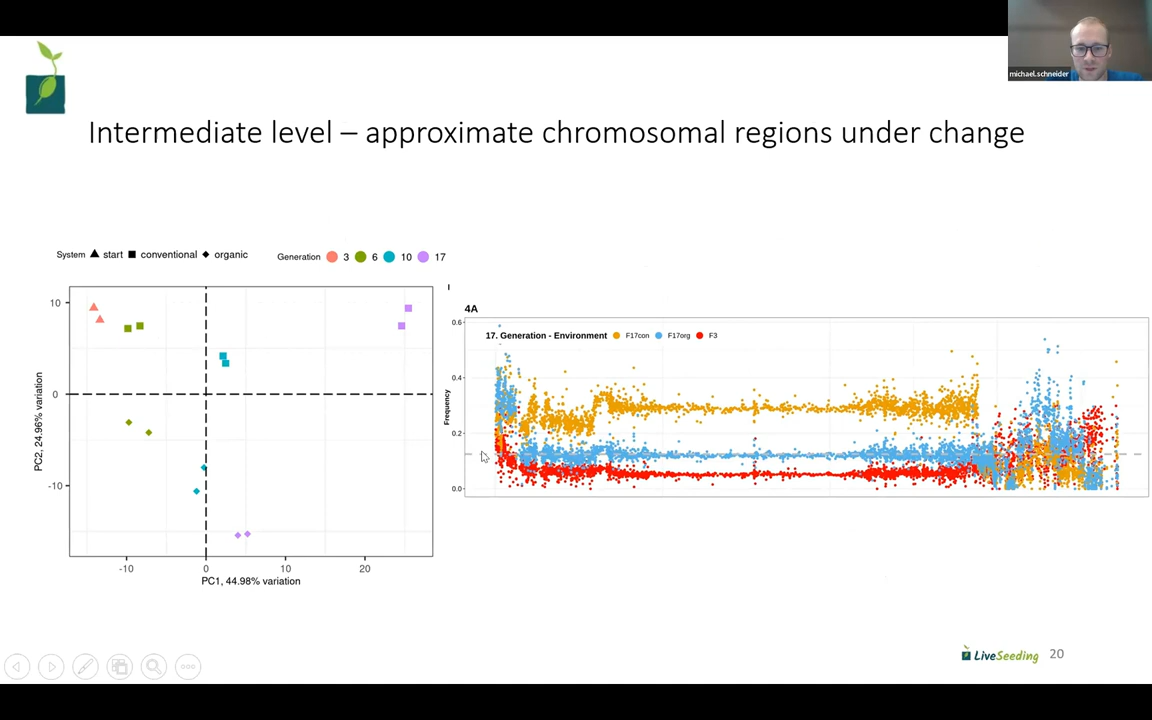 michael.schneider
Intermediate level – approximate chromosomal regions under change
System start conventional organic Generation 3 6 10 17
10
0
-10
PC2, 24.96% variation
-10 0 10 20
PC1, 44.98% variation
I
4A
17. Generation - Environment F17con F17org F3
0.6
0.4
0.2
0.0
Frequency
LiveSeeding 20